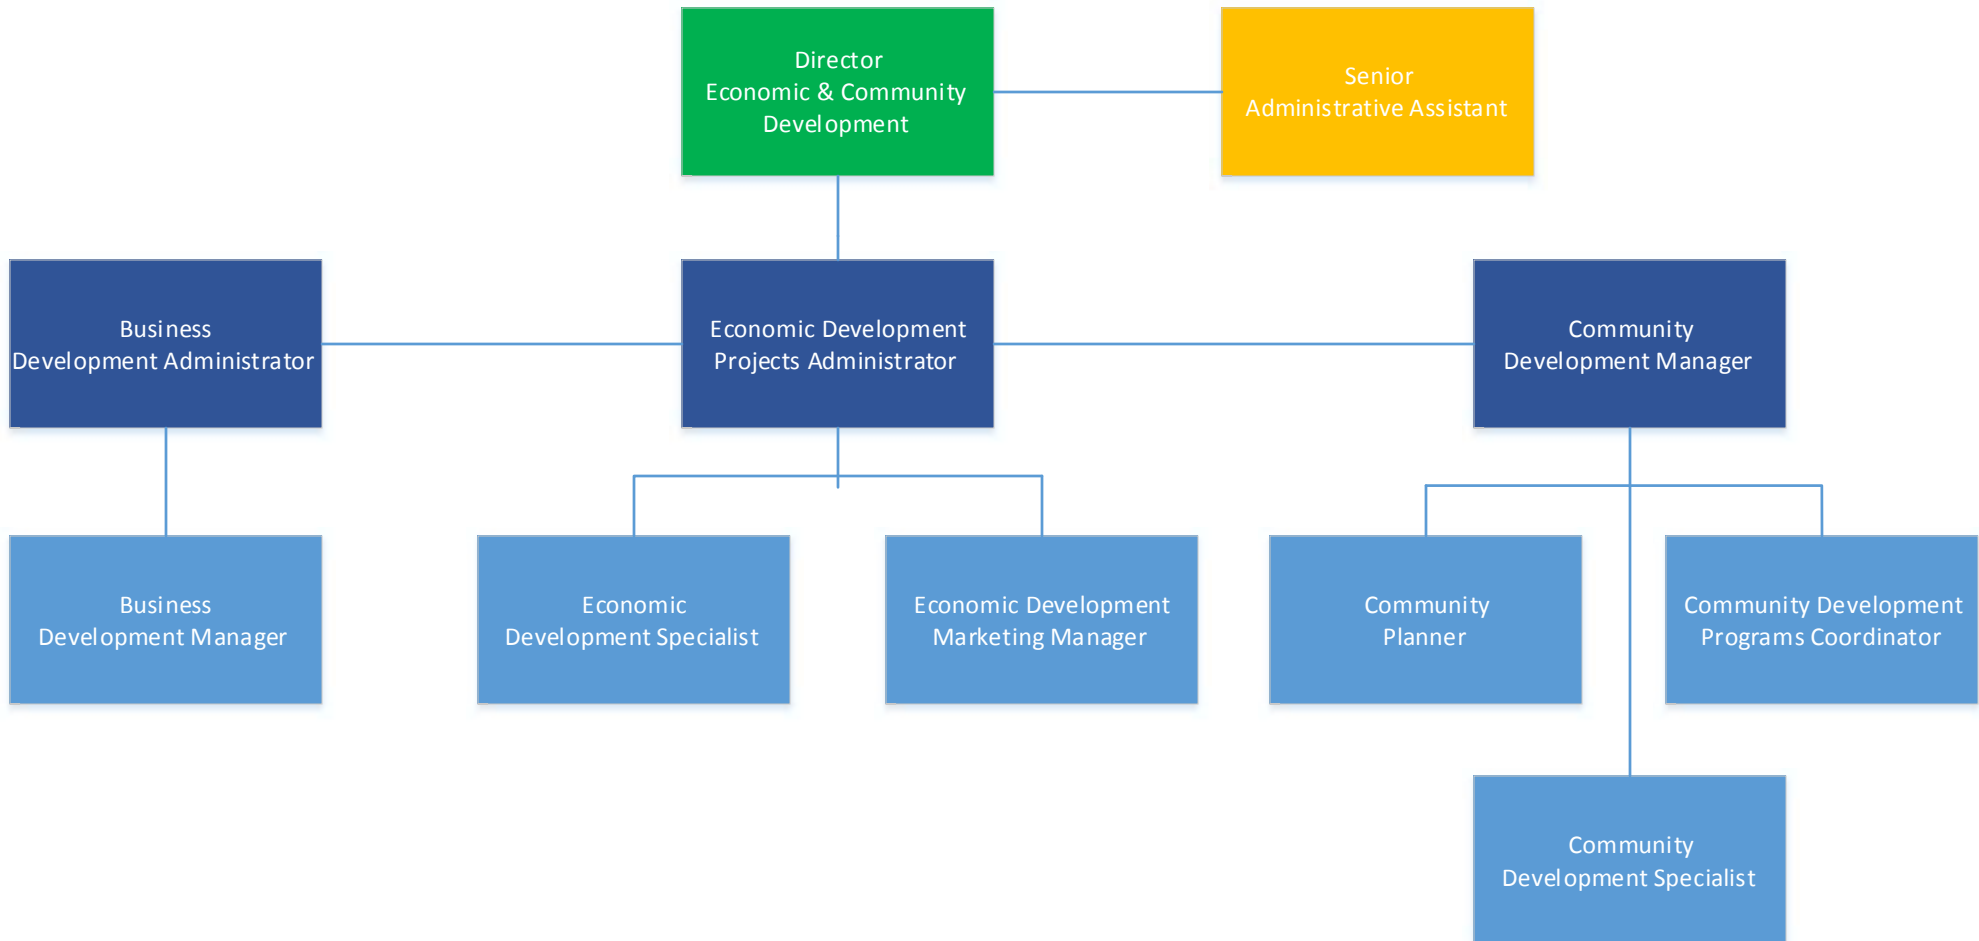 Director
Economic & Community
Development
Senior
Administrative Assistant
Business
Development Administrator
Economic Development
Projects Administrator
Community
Development Manager
Business
Development Manager
Economic
Development Specialist
Economic Development
Marketing Manager
Community
Planner
Community Development
Programs Coordinator
Community
Development Specialist